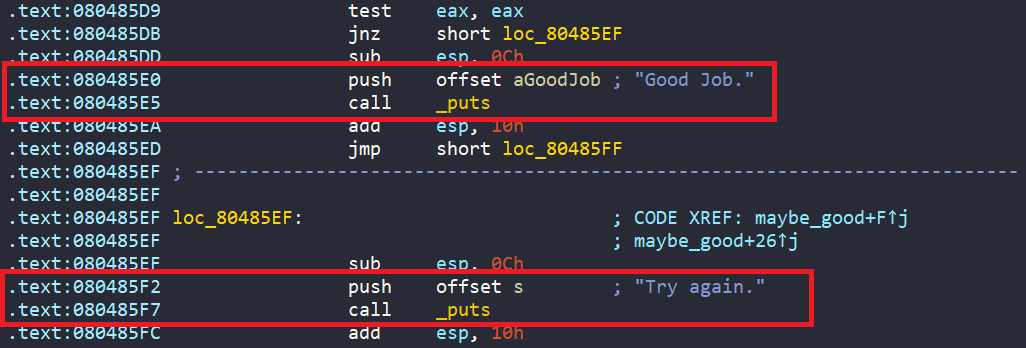 .text:080485D9 test eax, eax
.text:080485DB jnz short loc_80485EF
.text:080485DD sub esp, 0Ch
.text:080485E0 push offset aGoodJob ; "Good Job."
.text:080485E5 call _puts
.text:080485EA add esp, 10h
.text:080485ED jmp short loc_80485FF
.text:080485EF ; ---------------------------------------------------------------------------
.text:080485EF
.text:080485EF loc_80485EF: ; CODE XREF: maybe_good+F↑j
.text:080485EF ; maybe_good+26↑j
.text:080485EF sub esp, 0Ch
.text:080485F2 push offset s ; "Try again."
.text:080485F7 call _puts
.text:080485FC add esp, 10h